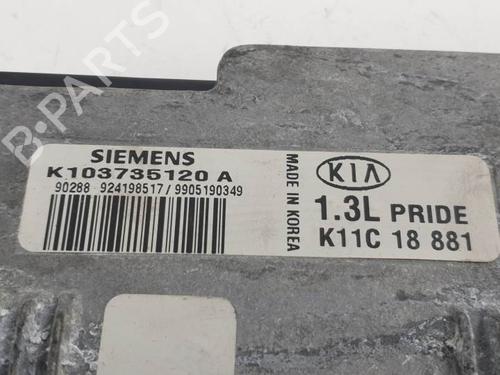 B-PARTS
SIEMENS
K103735120 A
90288 924198517 / 9905190349
MADE IN KOREA
KIA
1.3L PRIDE
K11C 18 881